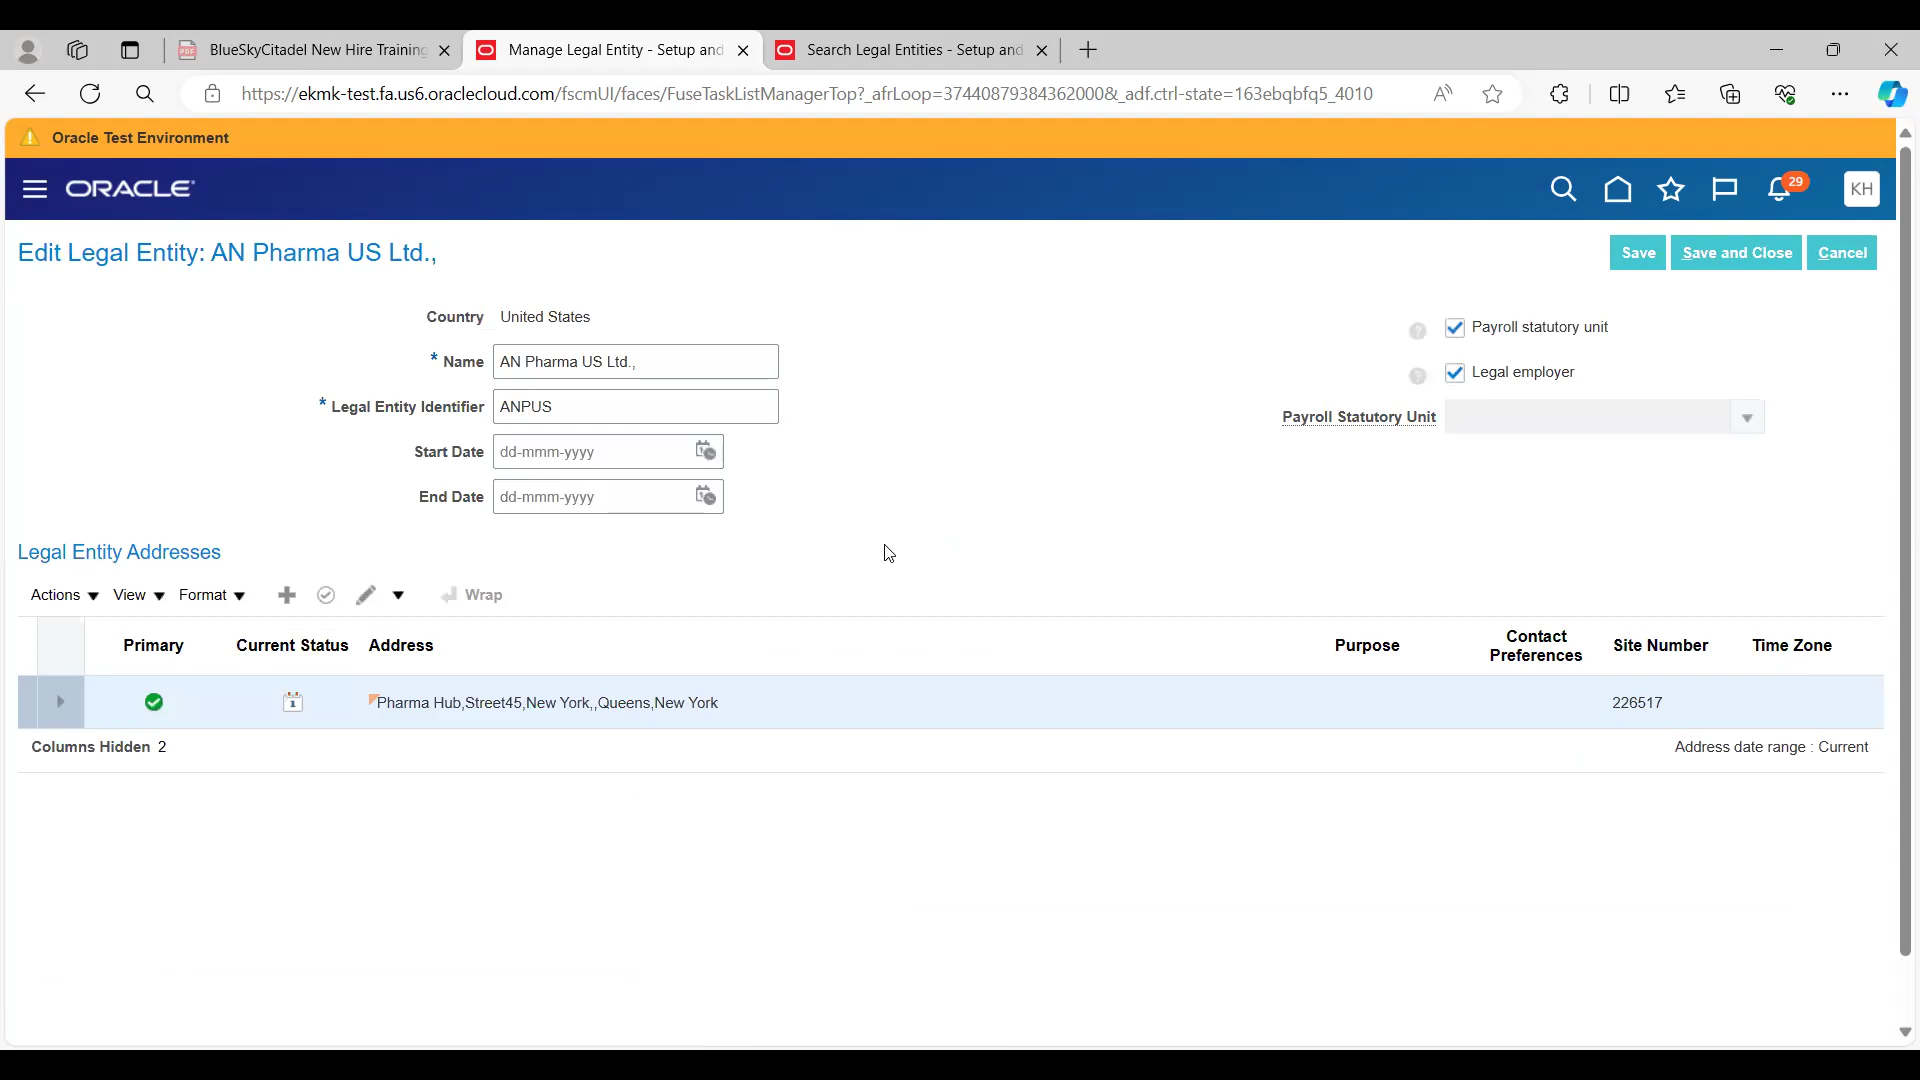 BlueSkyCitadel New Hire Training
Manage Legal Entity - Setup and
Search Legal Entities - Setup and
https://ekmk-test.fa.us6.oraclecloud.com/fscmUI/faces/FuseTaskListManagerTop?_afrLoop=37440879384362000&_adf.ctrl-state=163ebqbfq5_4010
Oracle Test Environment
ORACLE
29
KH
Edit Legal Entity: AN Pharma US Ltd.,
Save
Save and Close
Cancel
Country United States
* Name AN Pharma US Ltd.,
* Legal Entity Identifier ANPUS
Start Date dd-mmm-yyyy
End Date dd-mmm-yyyy
Payroll statutory unit
Legal employer
Payroll Statutory Unit
Legal Entity Addresses
Actions View Format Wrap
Primary Current Status Address Purpose Contact Preferences Site Number Time Zone
Pharma Hub,Street45,New York,,Queens,New York 226517
Columns Hidden 2
Address date range : Current